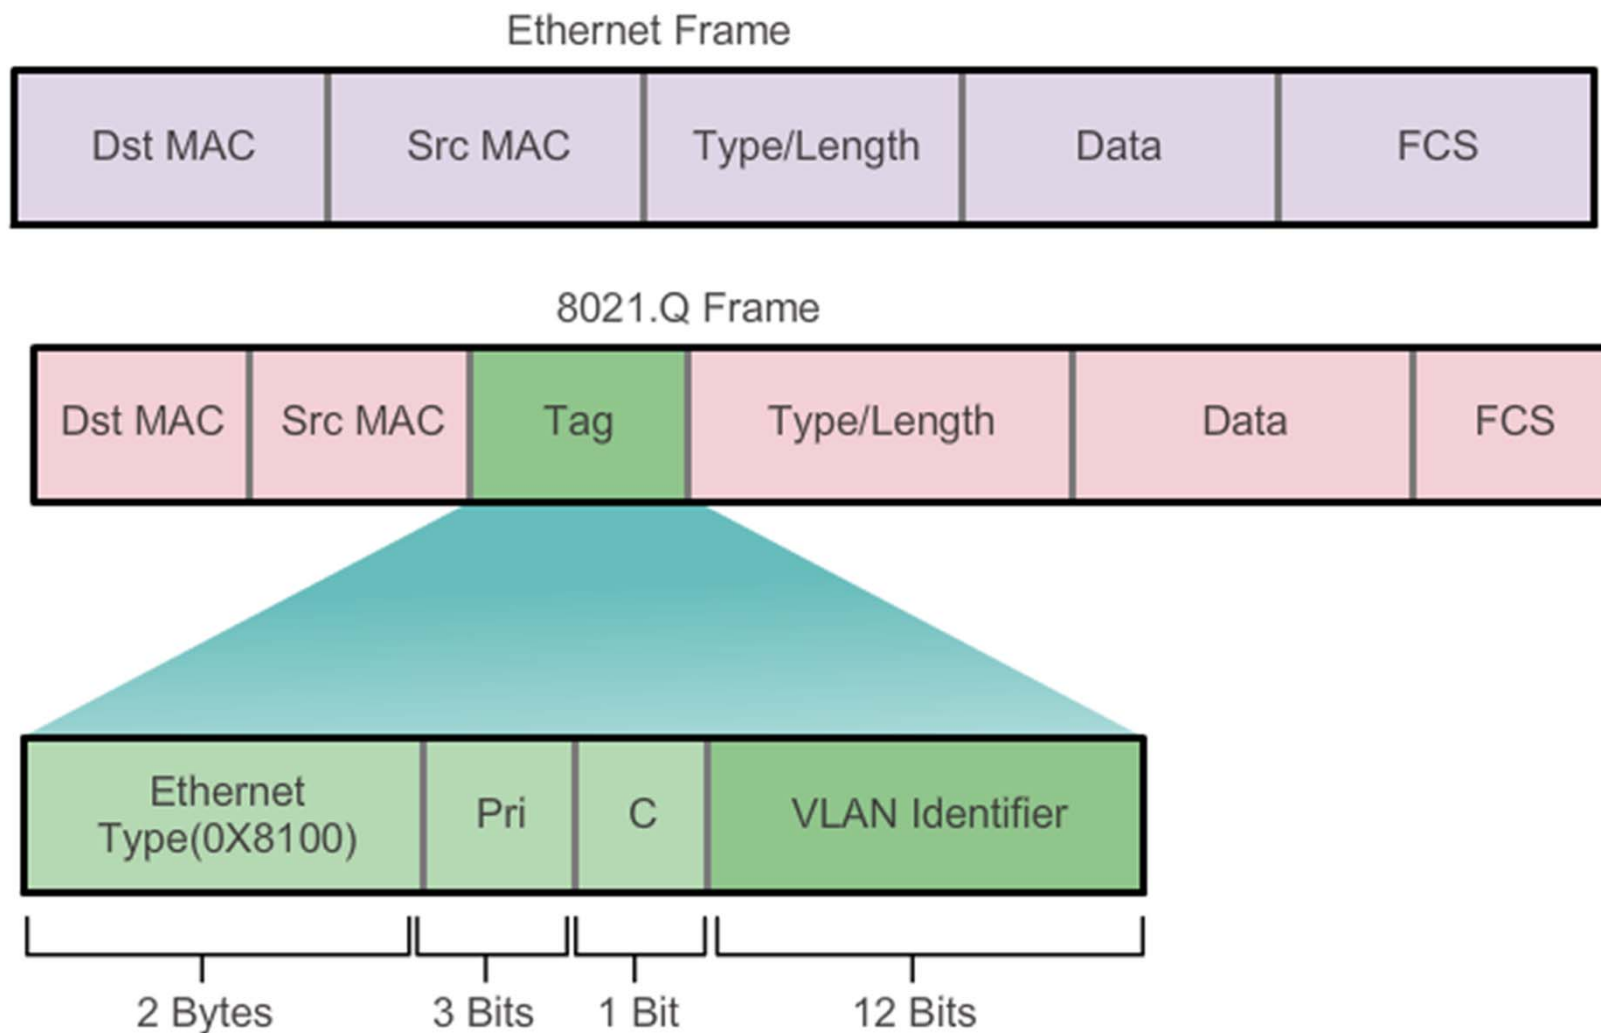 Ethernet Frame
Dst MAC
Src MAC
Type/Length
Data
FCS
8021.Q Frame
Dst MAC
Src MAC
Tag
Type/Length
Data
FCS
Ethernet
Type(0X8100)
Pri
C
VLAN Identifier
2 Bytes
3 Bits
1 Bit
12 Bits